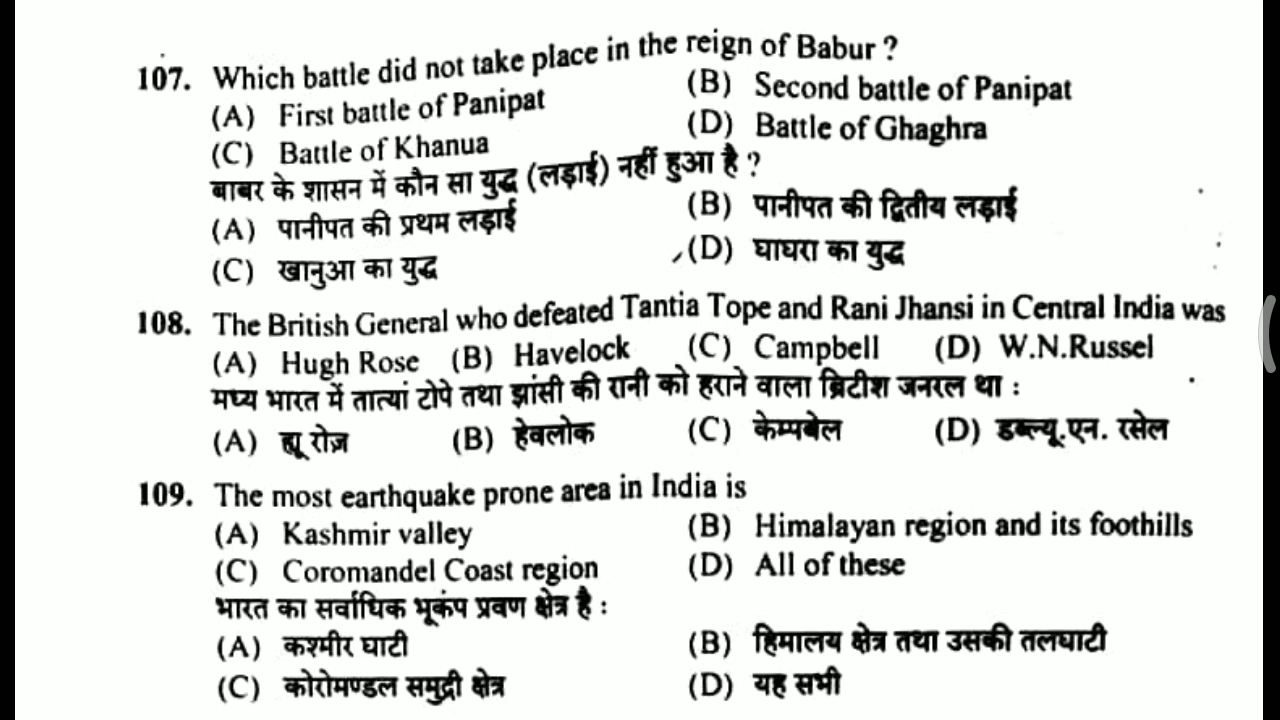 107. Which battle did not take place in the reign of Babur ?
(A) First battle of Panipat (B) Second battle of Panipat
(C) Battle of Khanua (D) Battle of Ghaghra
बाबर के शासन में कौन सा युद्ध (लड़ाई) नहीं हुआ है ?
(A) पानीपत की प्रथम लड़ाई (B) पानीपत की द्वितीय लड़ाई
(C) खानुआ का युद्ध (D) घाघरा का युद्ध
108. The British General who defeated Tantia Tope and Rani Jhansi in Central India was
(A) Hugh Rose (B) Havelock (C) Campbell (D) W.N.Russel
मध्य भारत में तात्यां टोपे तथा झांसी की रानी को हराने वाला ब्रिटीश जनरल था :
(A) ह्यू रोज़ (B) हेवलोक (C) केम्पबेल (D) डब्ल्यू.एन. रसेल
109. The most earthquake prone area in India is
(A) Kashmir valley (B) Himalayan region and its foothills
(C) Coromandel Coast region (D) All of these
भारत का सर्वाधिक भूकंप प्रवण क्षेत्र है :
(A) कश्मीर घाटी (B) हिमालय क्षेत्र तथा उसकी तलघाटी
(C) कोरोमण्डल समुद्री क्षेत्र (D) यह सभी